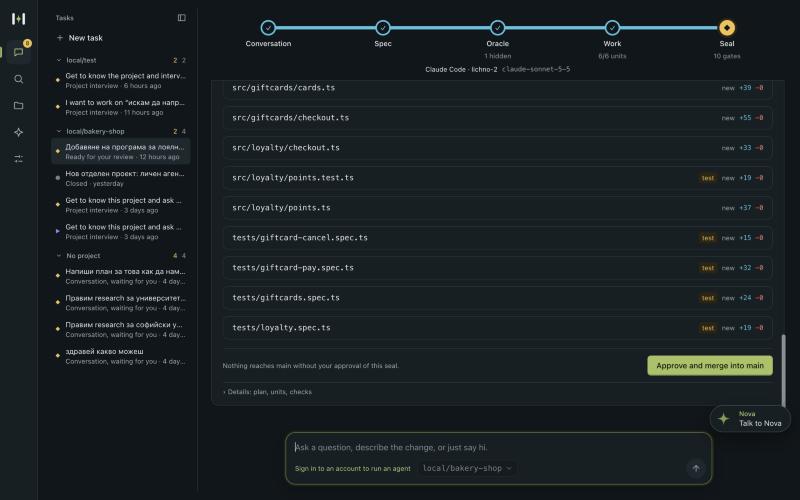 Tasks
New task
local/test 2 2
Get to know the project and interv...
Project interview · 6 hours ago
I want to work on "искам да напр...
Project interview · 11 hours ago
local/bakery-shop 2 4
Добавяне на програма за лоялн...
Ready for your review · 12 hours ago
Нов отделен проект: личен аген...
Closed · yesterday
Get to know this project and ask ...
Project interview · 3 days ago
Get to know this project and ask ...
Project interview · 3 days ago
No project 4 4
Напиши план за това как да нам...
Conversation, waiting for you · 4 day...
Правим research за университет...
Conversation, waiting for you · 4 day...
Правим research за софийски у...
Conversation, waiting for you · 4 day...
здравей какво можеш
Conversation, waiting for you · 4 day...
Conversation Spec Oracle Work Seal
1 hidden 6/6 units 10 gates
Claude Code · lichno-2 claude-sonnet-5-5
src/giftcards/cards.ts new +39 −0
src/giftcards/checkout.ts new +55 −0
src/loyalty/checkout.ts new +33 −0
src/loyalty/points.test.ts test new +19 −0
src/loyalty/points.ts new +37 −0
tests/giftcard-cancel.spec.ts test new +15 −0
tests/giftcard-pay.spec.ts test new +32 −0
tests/giftcards.spec.ts test new +24 −0
tests/loyalty.spec.ts test new +19 −0
Nothing reaches main without your approval of this seal.
Approve and merge into main
› Details: plan, units, checks
Nova
Talk to Nova
Ask a question, describe the change, or just say hi.
Sign in to an account to run an agent local/bakery-shop